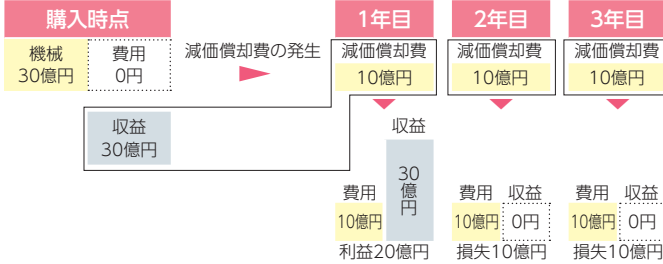 購入時点
機械
30億円
費用
0円
減価償却費の発生
1年目
減価償却費
10億円
2年目
減価償却費
10億円
3年目
減価償却費
10億円
収益
30億円
収益
30億円
費用
10億円
利益20億円
費用 収益
10億円 0円
損失10億円
費用 収益
10億円 0円
損失10億円